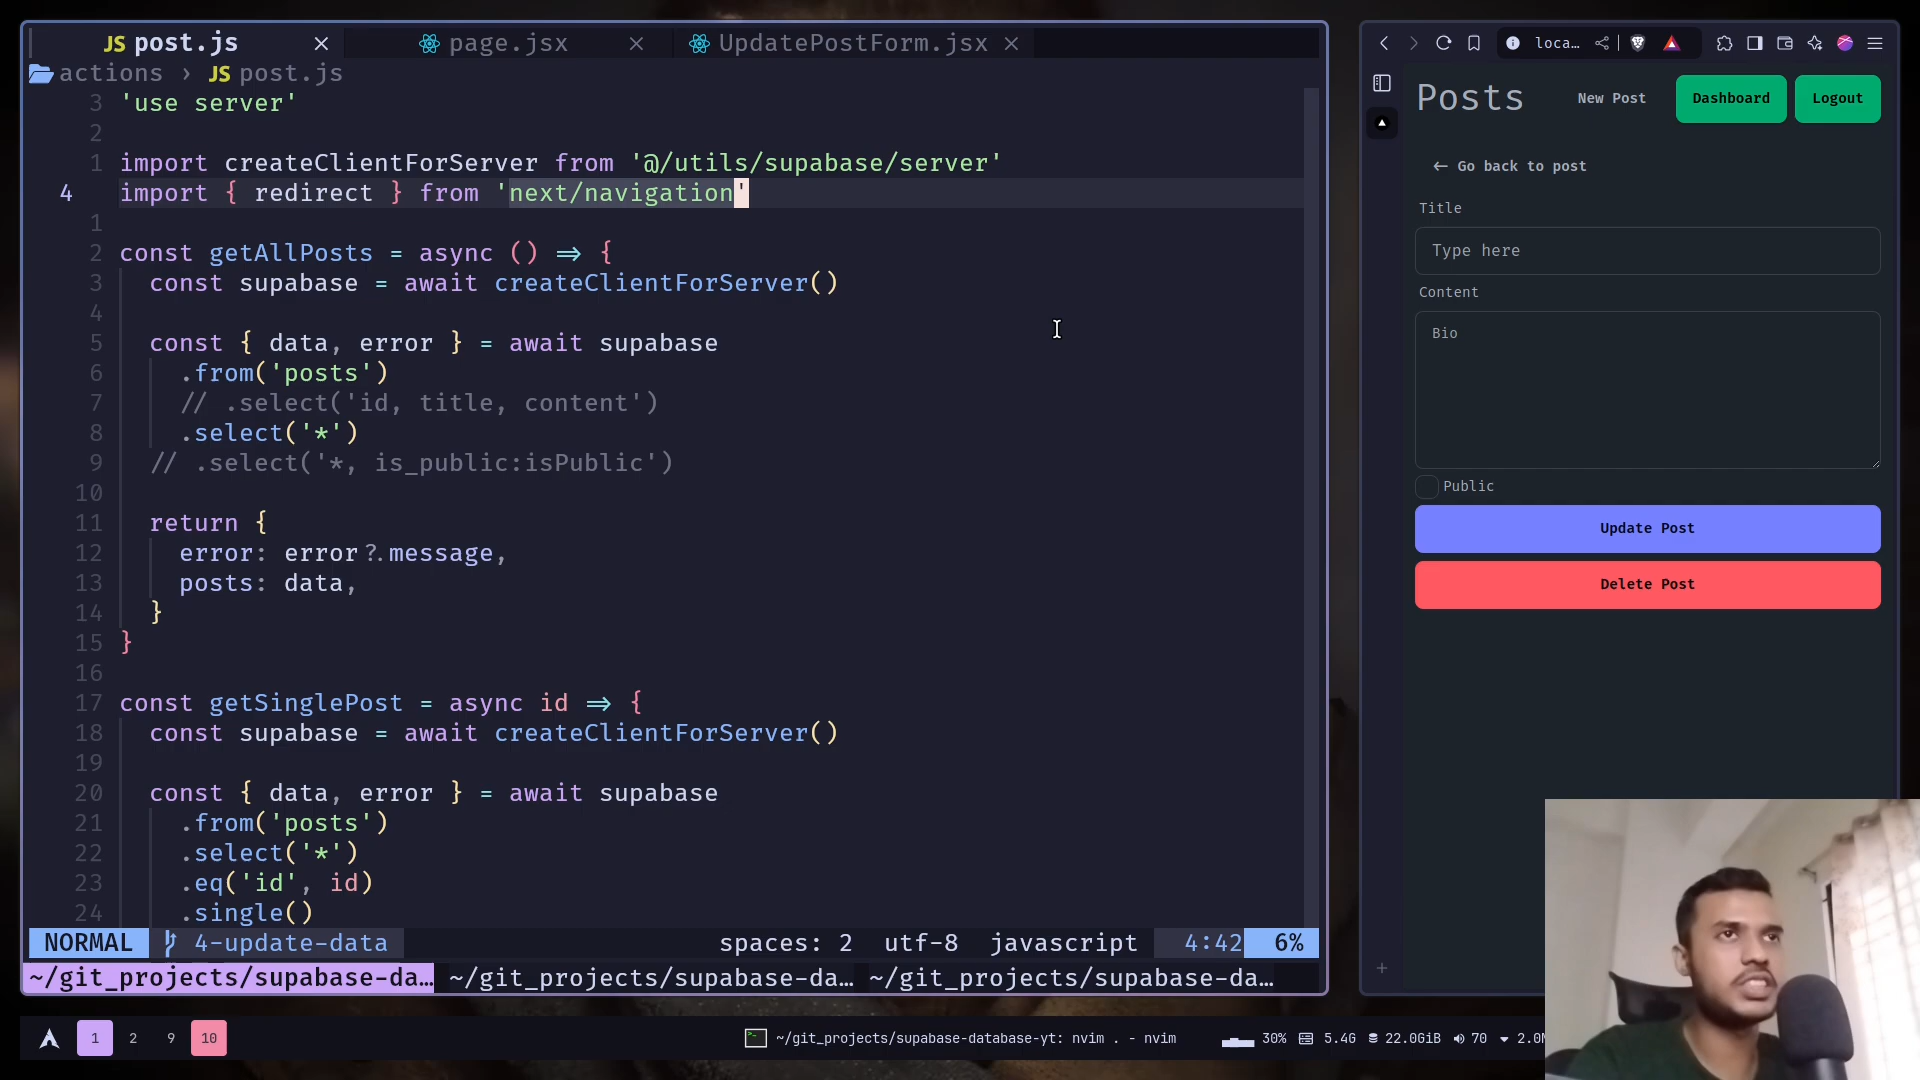 JS post.js
page.jsx
UpdatePostForm.jsx
actions › JS post.js
3 'use server'
2
1 import createClientForServer from '@/utils/supabase/server'
4 import { redirect } from 'next/navigation'
1
2 const getAllPosts = async () => {
3 const supabase = await createClientForServer()
4
5 const { data, error } = await supabase
6 .from('posts')
7 // .select('id, title, content')
8 .select('*')
9 // .select('*, is_public:isPublic')
10
11 return {
12 error: error?.message,
13 posts: data,
14 }
15 }
16
17 const getSinglePost = async id => {
18 const supabase = await createClientForServer()
19
20 const { data, error } = await supabase
21 .from('posts')
22 .select('*')
23 .eq('id', id)
24 .single()
NORMAL 4-update-data spaces: 2 utf-8 javascript 4:42 6%
~/git_projects/supabase-da… ~/git_projects/supabase-da… ~/git_projects/supabase-da…
loca…
Posts
New Post
Dashboard
Logout
← Go back to post
Title
Type here
Content
Bio
Public
Update Post
Delete Post
1 2 9 10
~/git_projects/supabase-database-yt: nvim . - nvim
30% 5.4G 22.0GiB 70